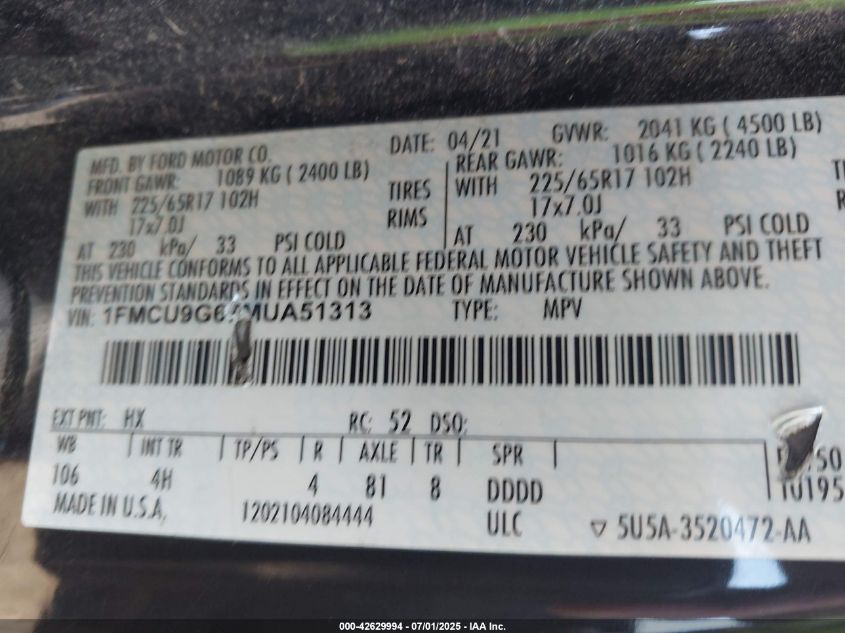 MFD. BY FORD MOTOR CO. DATE: 04/21 GVWR: 2041 KG ( 4500 LB)
FRONT GAWR: 1089 KG ( 2400 LB) REAR GAWR: 1016 KG ( 2240 LB)
WITH 225/65R17 102H TIRES WITH 225/65R17 102H
17x7.0J RIMS 17x7.0J
AT 230 kPa/ 33 PSI COLD AT 230 kPa/ 33 PSI COLD
THIS VEHICLE CONFORMS TO ALL APPLICABLE FEDERAL MOTOR VEHICLE SAFETY AND THEFT
PREVENTION STANDARDS IN EFFECT ON THE DATE OF MANUFACTURE SHOWN ABOVE.
VIN: TYPE: MPV
EXT PNT: HX RC: 52 DSO:
WB INT TR TP/PS R AXLE TR SPR
106 4H 4 81 8 DDDD
MADE IN U.S.A. 1202104084444 ULC ▽ 5U5A-3520472-AA
000-42629994 - 07/01/2025 - IAA Inc.